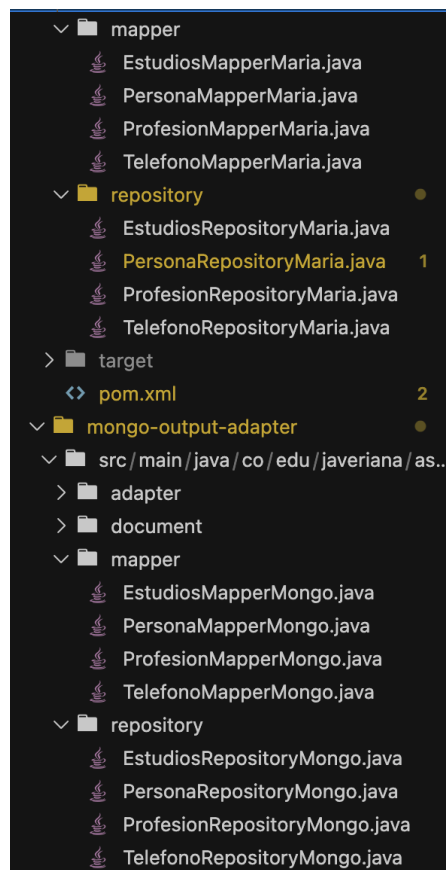 mapper
EstudiosMapperMaria.java
PersonaMapperMaria.java
ProfesionMapperMaria.java
TelefonoMapperMaria.java
repository
EstudiosRepositoryMaria.java
PersonaRepositoryMaria.java 1
ProfesionRepositoryMaria.java
TelefonoRepositoryMaria.java
target
pom.xml 2
mongo-output-adapter
src/main/java/co/edu/javeriana/as...
adapter
document
mapper
EstudiosMapperMongo.java
PersonaMapperMongo.java
ProfesionMapperMongo.java
TelefonoMapperMongo.java
repository
EstudiosRepositoryMongo.java
PersonaRepositoryMongo.java
ProfesionRepositoryMongo.java
TelefonoRepositoryMongo.java